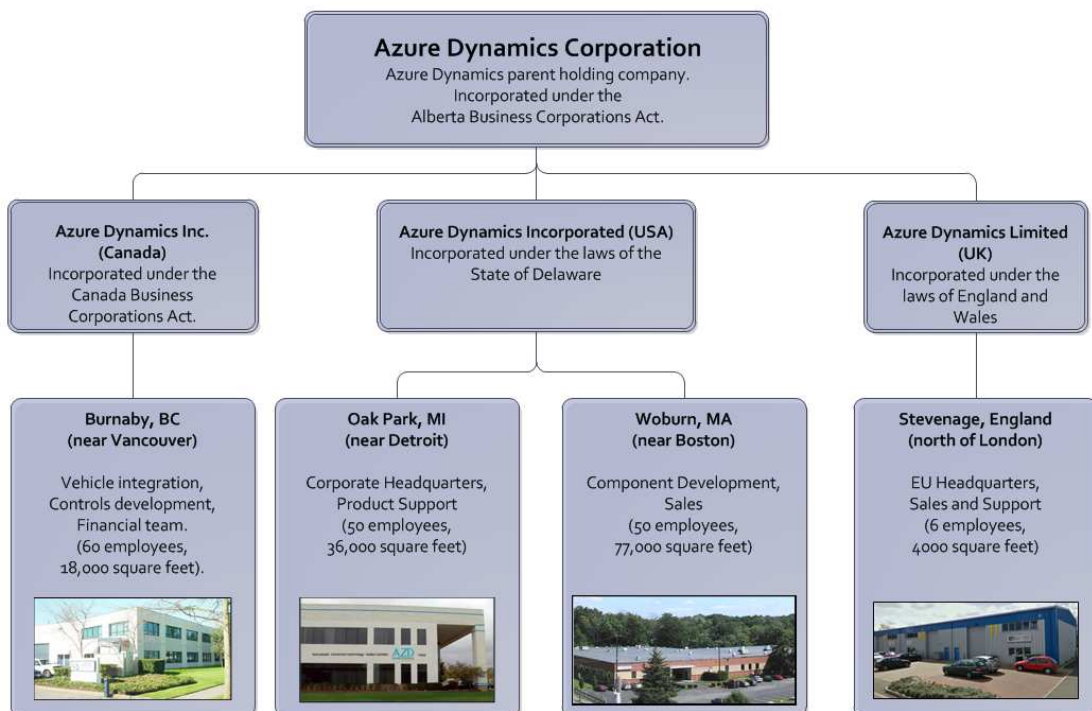 Azure Dynamics Corporation
Azure Dynamics parent holding company.
Incorporated under the
Alberta Business Corporations Act.
Azure Dynamics Inc.
(Canada)
Incorporated under the
Canada Business
Corporations Act.
Azure Dynamics Incorporated (USA)
Incorporated under the laws of the
State of Delaware
Azure Dynamics Limited
(UK)
Incorporated under the
laws of England and
Wales
Burnaby, BC
(near Vancouver)
Vehicle integration,
Controls development,
Financial team.
(60 employees,
18,000 square feet).
Oak Park, MI
(near Detroit)
Corporate Headquarters,
Product Support
(50 employees,
36,000 square feet)
AZD
Woburn, MA
(near Boston)
Component Development,
Sales
(50 employees,
77,000 square feet)
Stevenage, England
(north of London)
EU Headquarters,
Sales and Support
(6 employees,
4000 square feet)